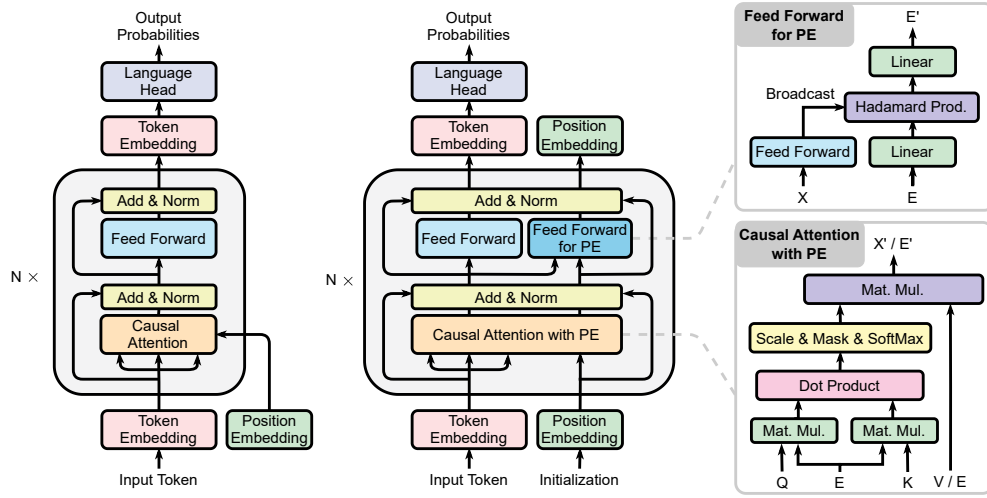 Output
Probabilities
Language
Head
Token
Embedding
Add & Norm
Feed Forward
N ×
Add & Norm
Causal
Attention
Token
Embedding
Position
Embedding
Input Token
Output
Probabilities
Language
Head
Token
Embedding
Position
Embedding
Add & Norm
Feed Forward
Feed Forward
for PE
N ×
Add & Norm
Causal Attention with PE
Token
Embedding
Position
Embedding
Input Token
Initialization
Feed Forward
for PE
E'
Linear
Broadcast
Hadamard Prod.
Feed Forward
Linear
X
E
Causal Attention
with PE
X' / E'
Mat. Mul.
Scale & Mask & SoftMax
Dot Product
Mat. Mul.
Mat. Mul.
Q
E
K
V / E